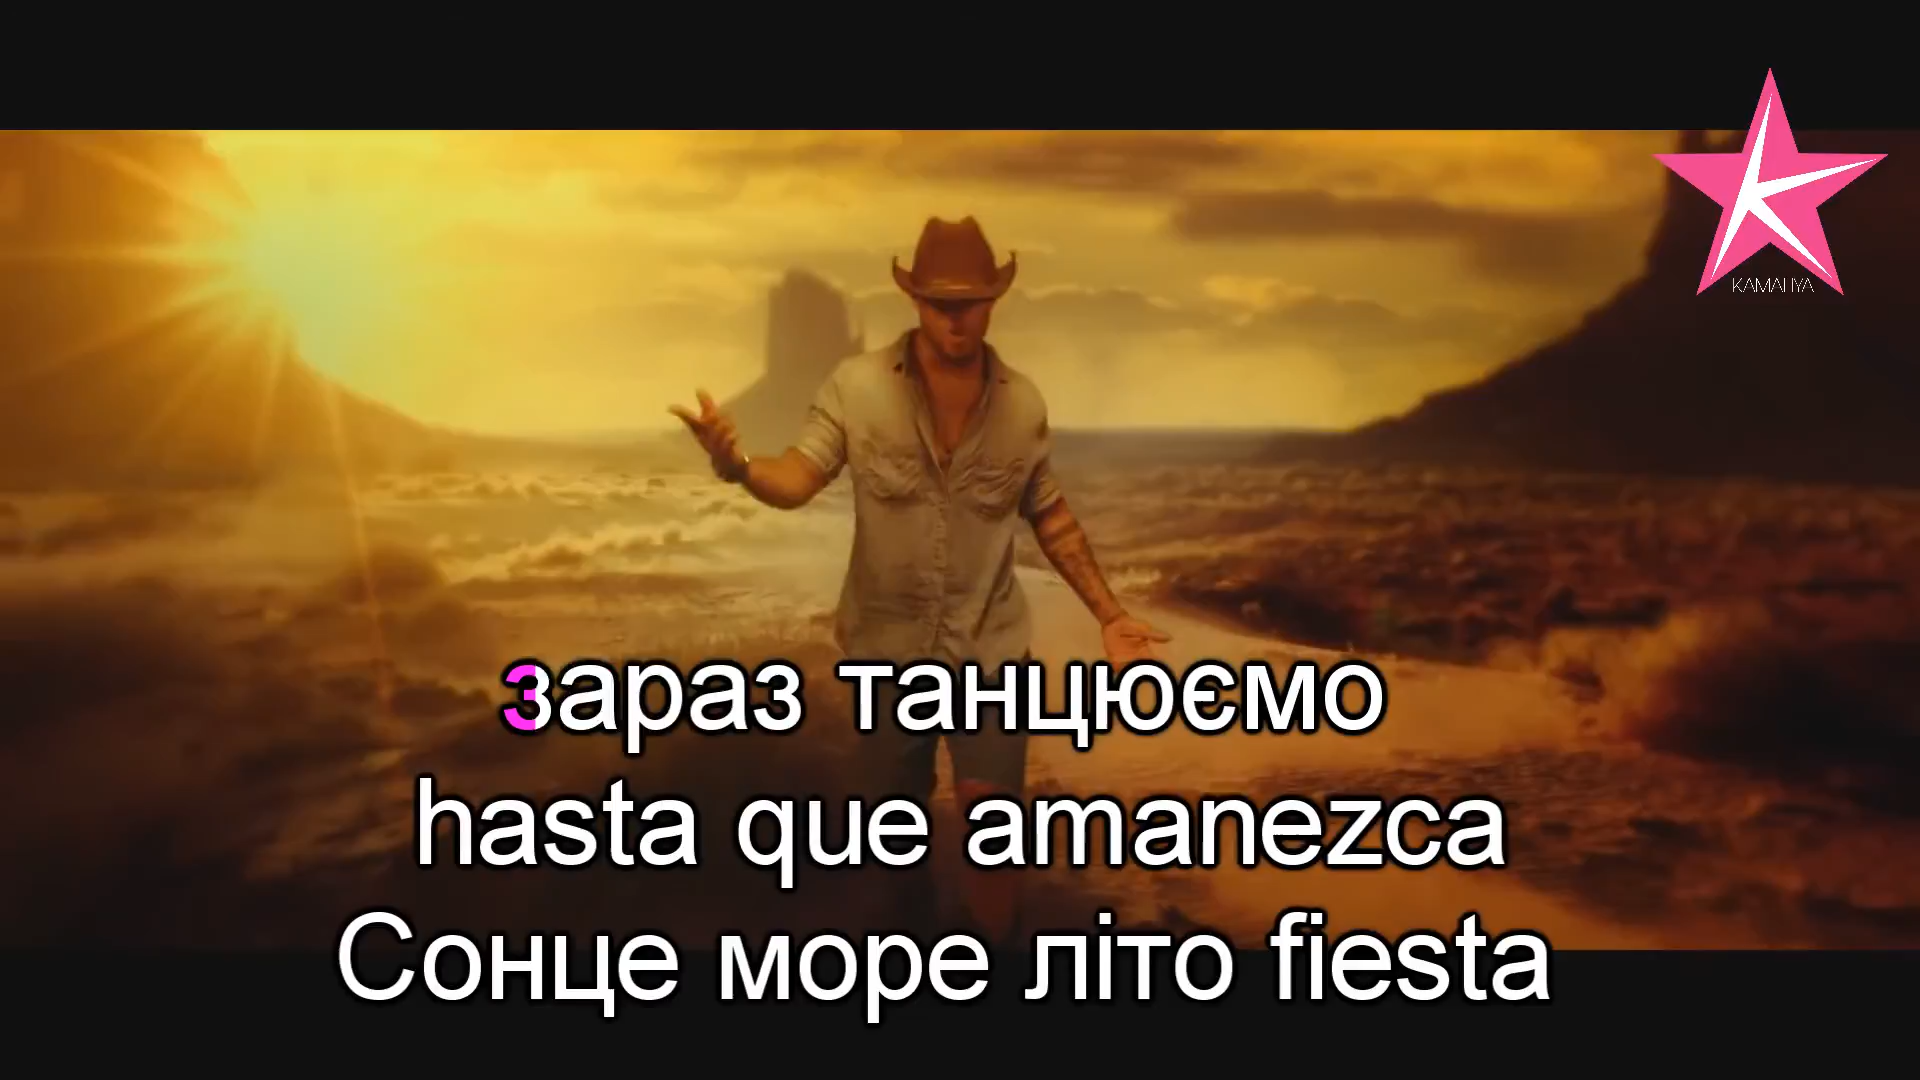 KAMALIYA
зараз танцюємо
hasta que amanezca
Сонце море літо fiesta